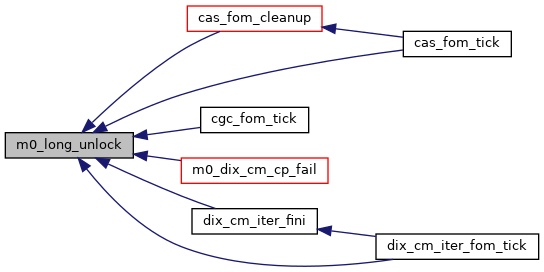 cas_fom_cleanup
cas_fom_tick
cgc_fom_tick
m0_long_unlock
m0_dix_cm_cp_fail
dix_cm_iter_fini
dix_cm_iter_fom_tick